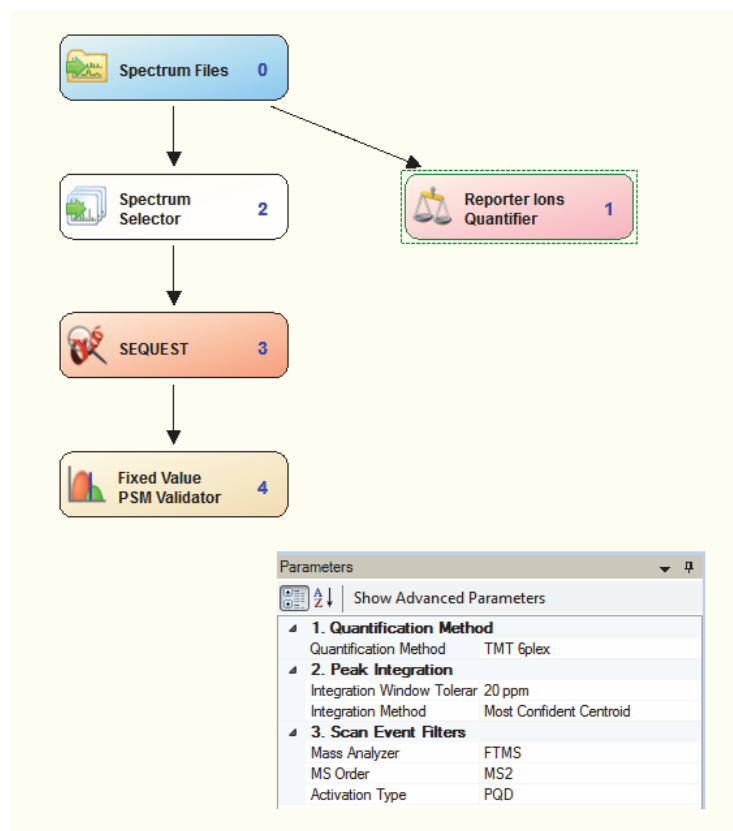 Spectrum Files 0
Spectrum
Selector 2
Reporter Ions
Quantifier 1
SEQUEST 3
Fixed Value
PSM Validator 4
Parameters
A
Z
Show Advanced Parameters
1. Quantification Method
Quantification Method TMT 6plex
2. Peak Integration
Integration Window Toleran 20 ppm
Integration Method Most Confident Centroid
3. Scan Event Filters
Mass Analyzer FTMS
MS Order MS2
Activation Type PQD